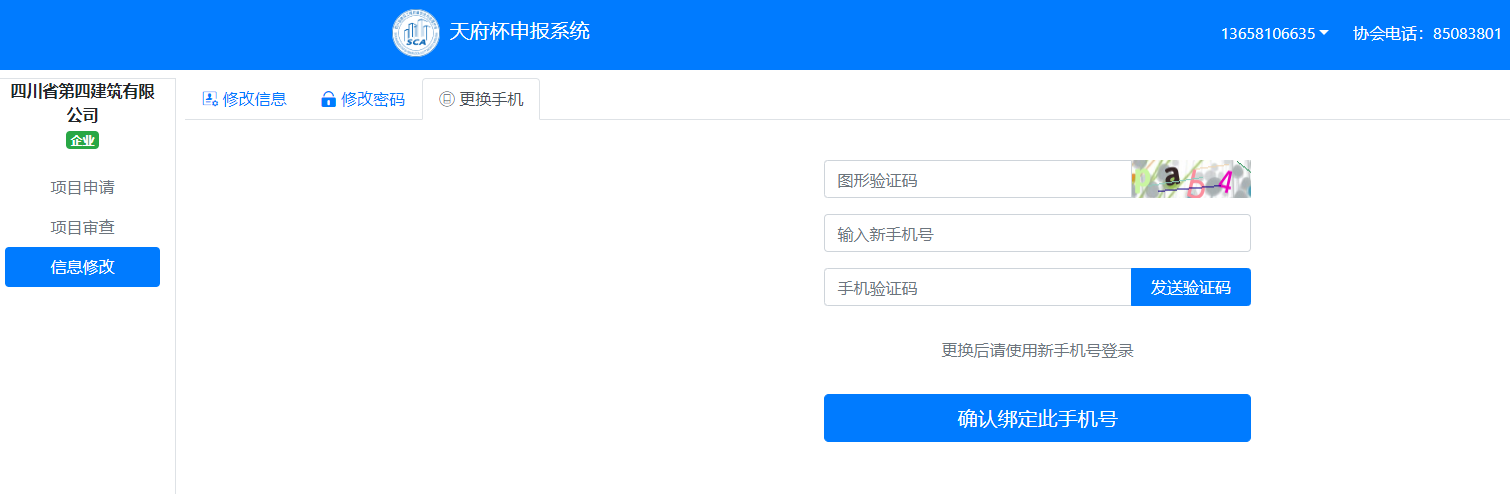 SCA
天府杯申报系统
13658106635
协会电话：85083801
四川省第四建筑有限
公司
企业
项目申请
项目审查
信息修改
修改信息
修改密码
更换手机
图形验证码
输入新手机号
手机验证码
发送验证码
更换后请使用新手机号登录
确认绑定此手机号